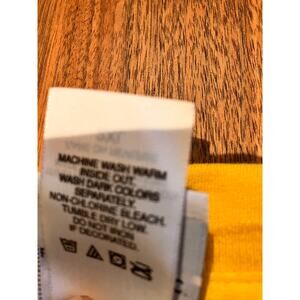 MACHINE WASH WARM
INSIDE OUT.
WASH DARK COLORS
SEPARATELY.
NON-CHLORINE BLEACH.
TUMBLE DRY LOW.
DO NOT IRON
IF DECORATED.